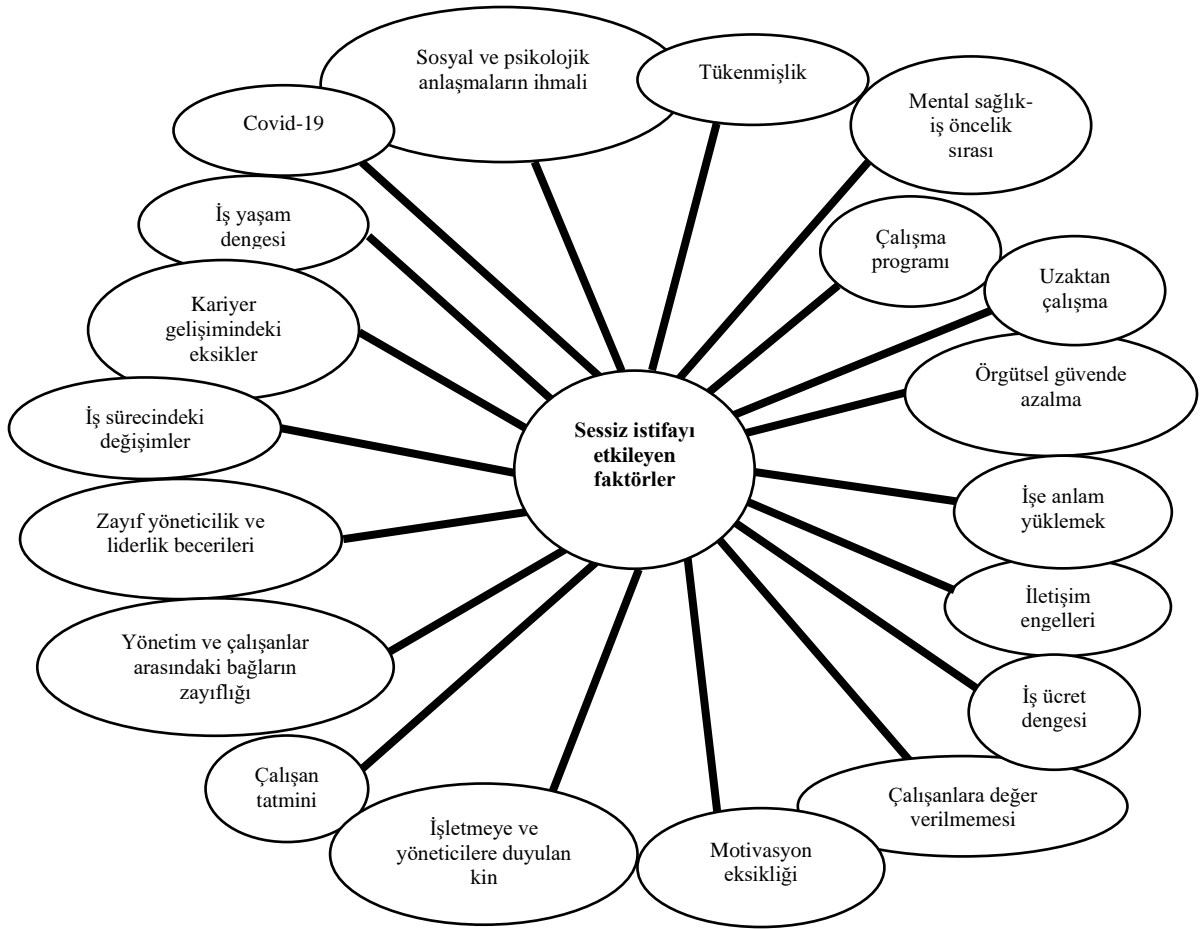 Sosyal ve psikolojik
anlaşmaların ihmali
Tükenmişlik
Mental sağlık-
iş öncelik
sırası
Covid-19
İş yaşam
dengesi
Çalışma
programı
Uzaktan
çalışma
Kariyer
gelişimindeki
eksikler
Örgütsel güvende
azalma
İş sürecindeki
değişimler
Sessiz istifayı
etkileyen
faktörler
İşe anlam
yüklemek
Zayıf yöneticilik ve
liderlik becerileri
İletişim
engelleri
Yönetim ve çalışanlar
arasındaki bağların
zayıflığı
İş ücret
dengesi
Çalışan
tatmini
Çalışanlara değer
verilmemesi
İşletmeye ve
yöneticilere duyulan
kin
Motivasyon
eksikliği